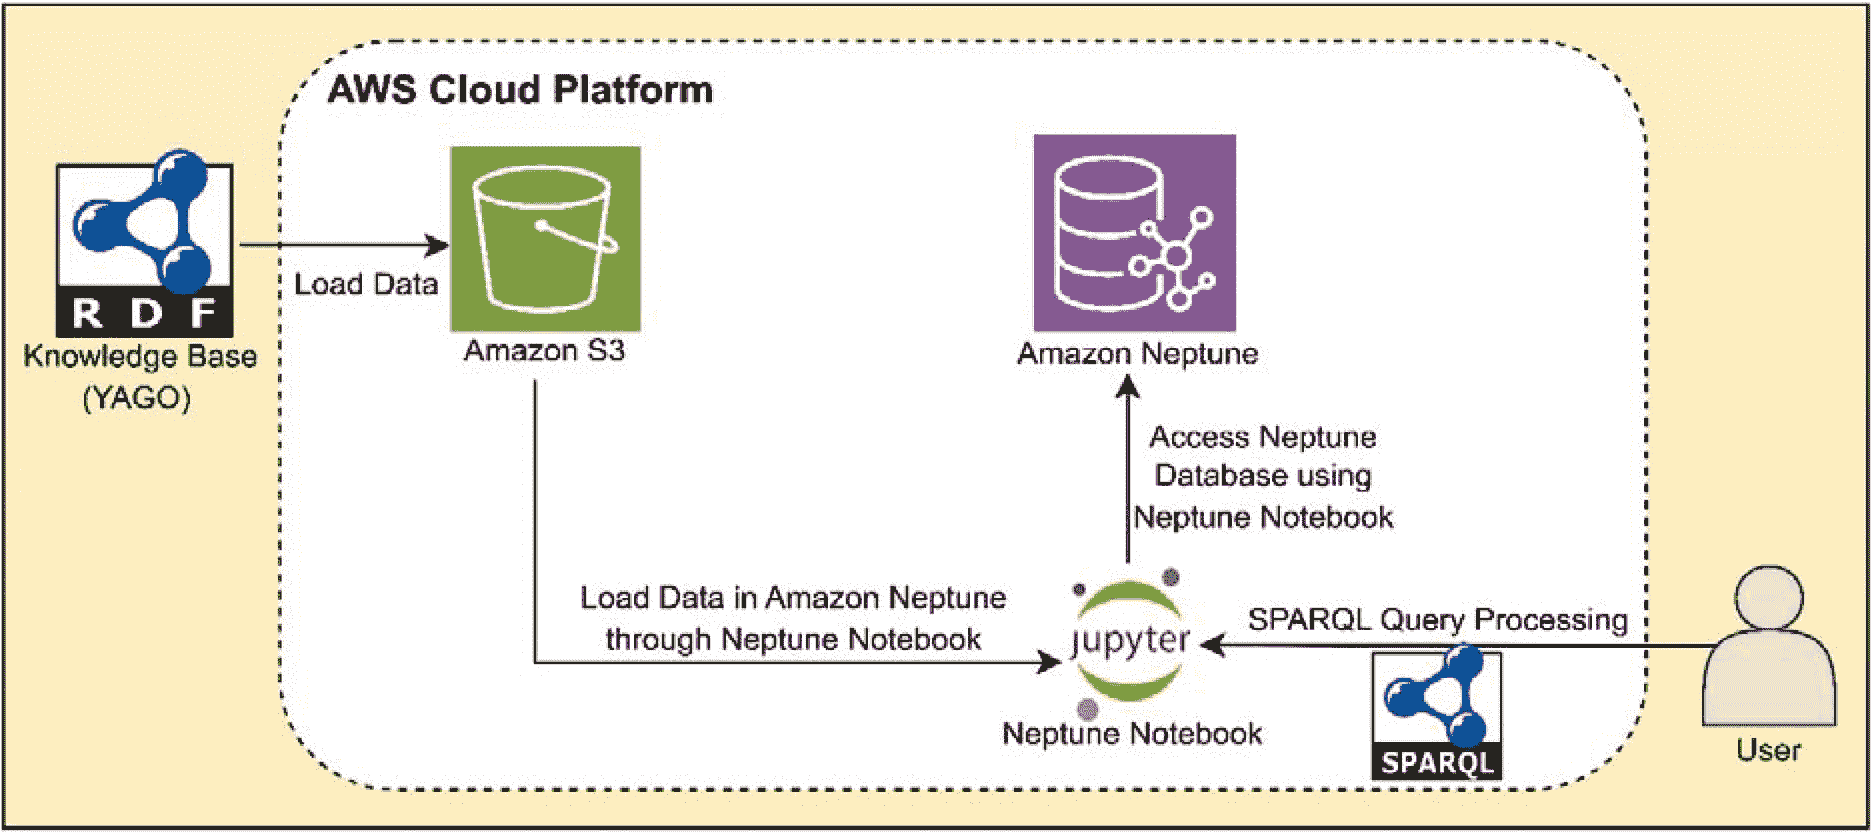 AWS Cloud Platform
R D F
Knowledge Base
(YAGO)
Load Data
Amazon S3
Amazon Neptune
Access Neptune
Database using
Neptune Notebook
Load Data in Amazon Neptune
through Neptune Notebook
jupyter
Neptune Notebook
SPARQL Query Processing
SPARQL
User